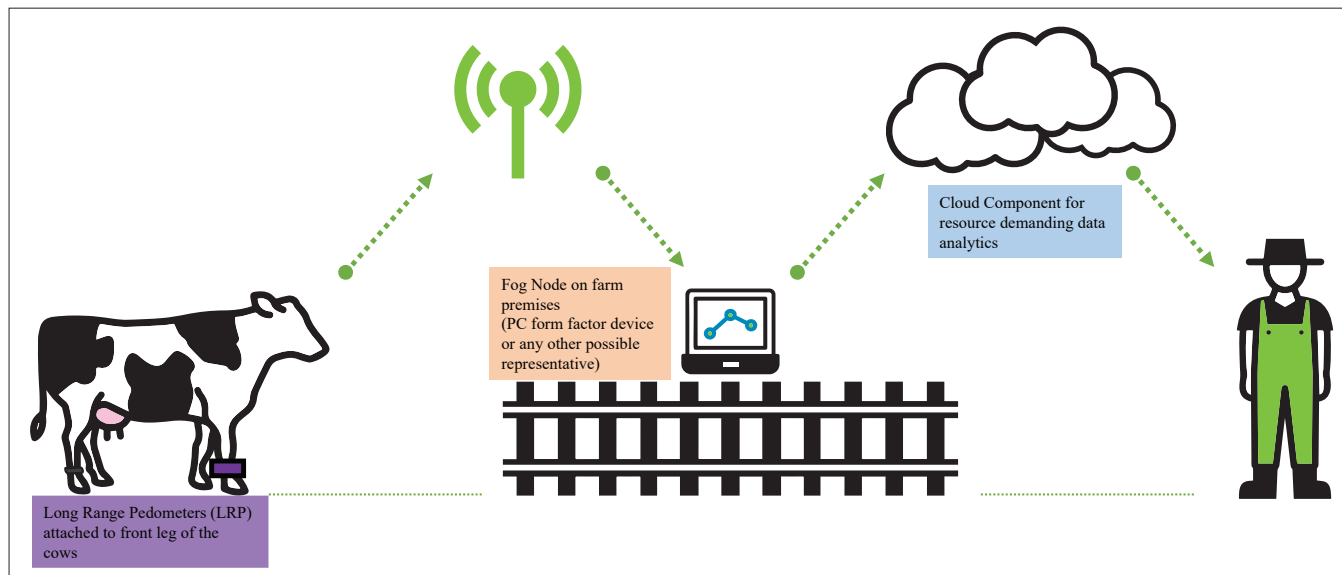 Cloud Component for
resource demanding data
analytics
Fog Node on farm
premises
(PC form factor device
or any other possible
representative)
Long Range Pedometers (LRP)
attached to front leg of the
cows